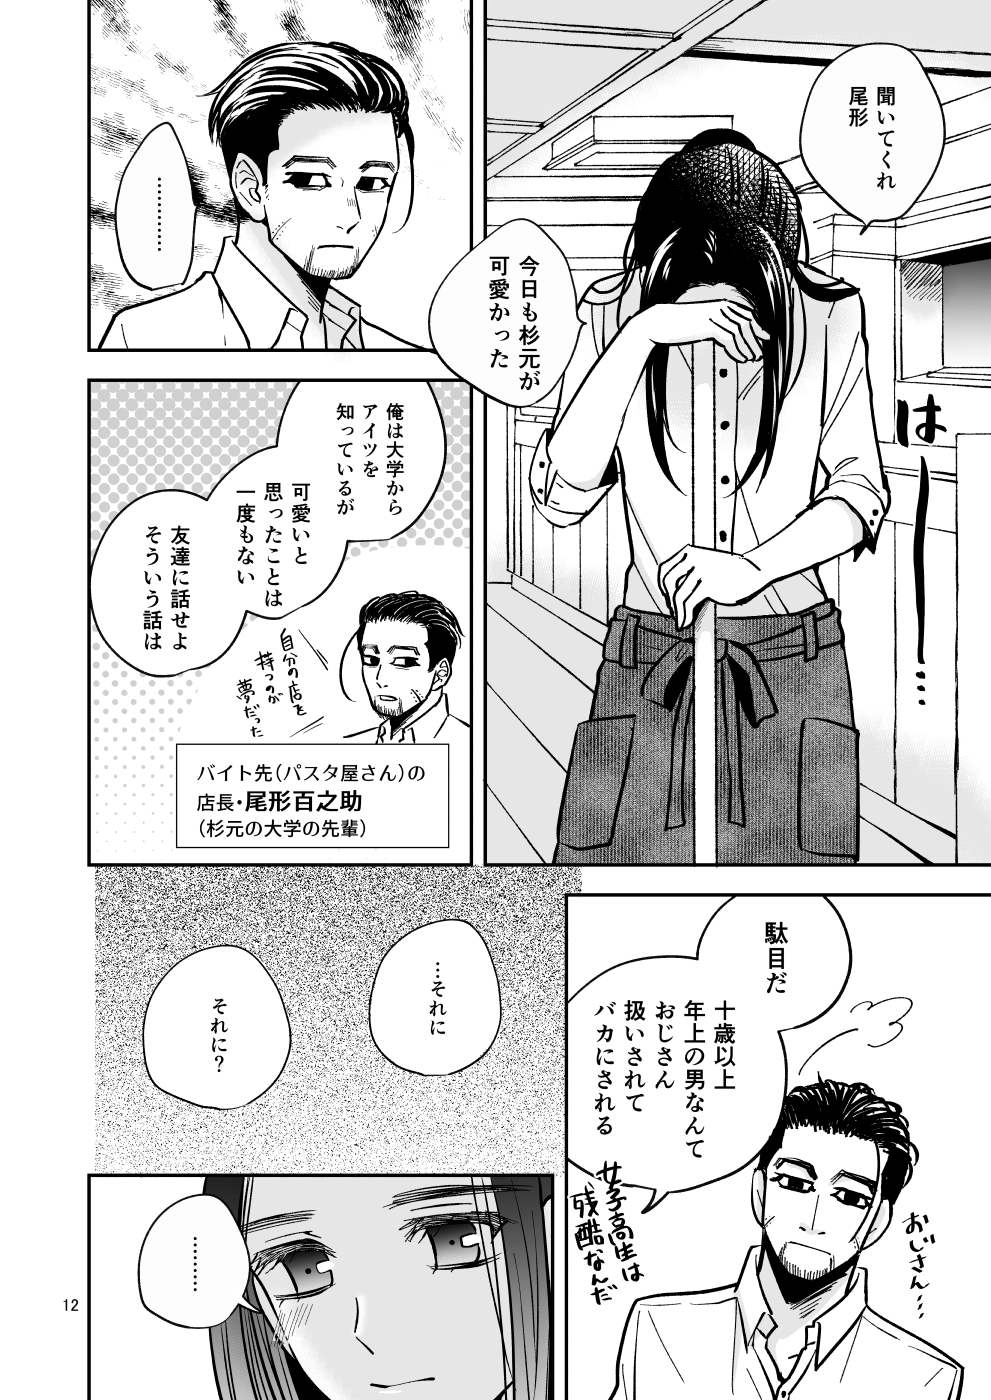 聞いてくれ
尾形
はーー…
今日も杉元が
可愛かった
………
俺は大学から
アイツを
知っているが
可愛いと
思ったことは
一度もない
友達に話せよ
そういう話は
自分の店を
持つのが
夢だった
バイト先（パスタ屋さん）の
店長・尾形百之助
（杉元の大学の先輩）
駄目だ
十歳以上
年上の男なんて
おじさん
扱いされて
バカにされる
女子高生は
残酷なんだ
おじさん…
…それに
それに？
………
12